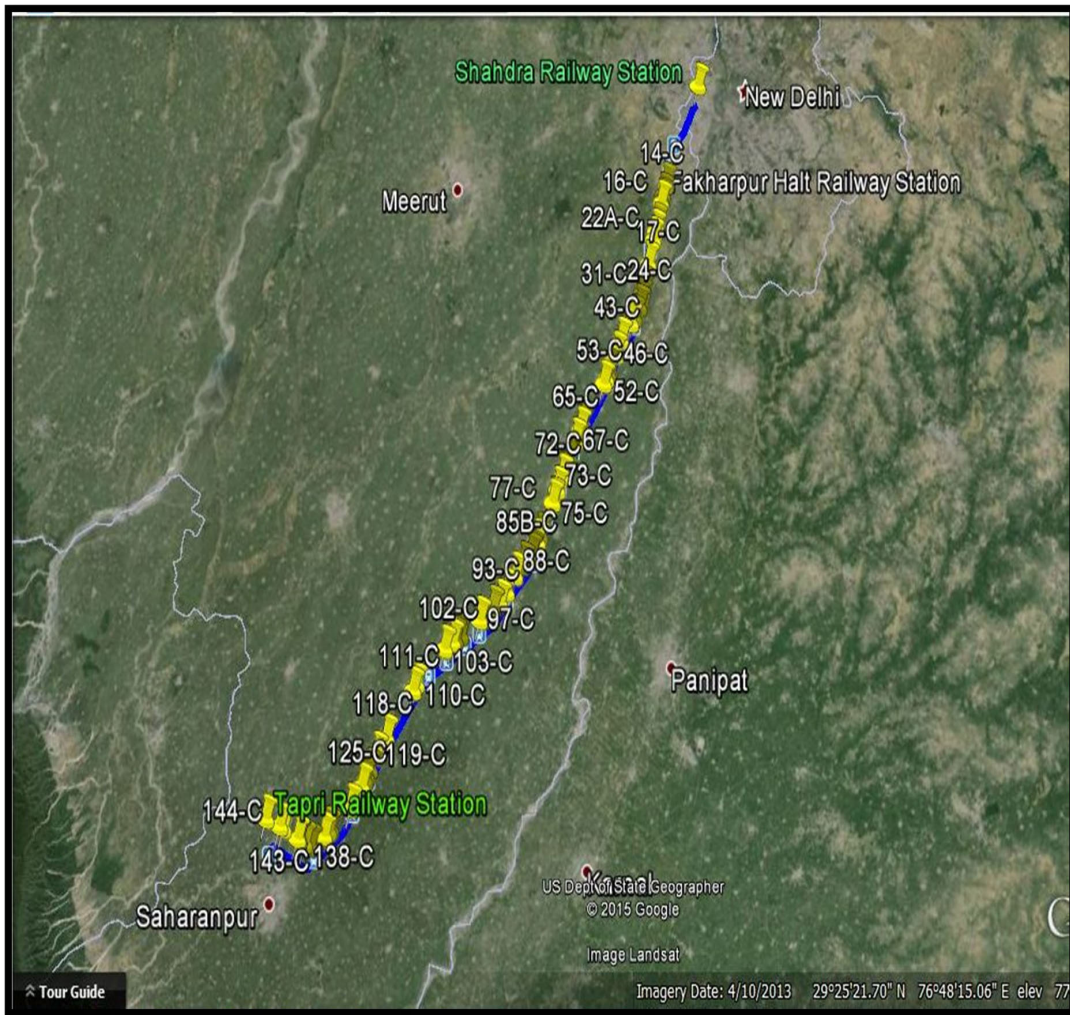 Shahdra Railway Station
New Delhi
14-C
16-C
Fakharpur Halt Railway Station
Meerut
22A-C
17-C
31-C
24-C
43-C
53-C
46-C
65-C
52-C
72-C
67-C
77-C
73-C
85B-C
75-C
93-C
88-C
102-C
97-C
111-C
103-C
Panipat
118-C
110-C
125-C
119-C
144-C
Tapri Railway Station
143-C
138-C
Karnal
US Dept of State Geographer
© 2015 Google
Saharanpur
Image Landsat
Tour Guide
Imagery Date: 4/10/2013 29°25'21.70" N 76°48'15.06" E elev 77